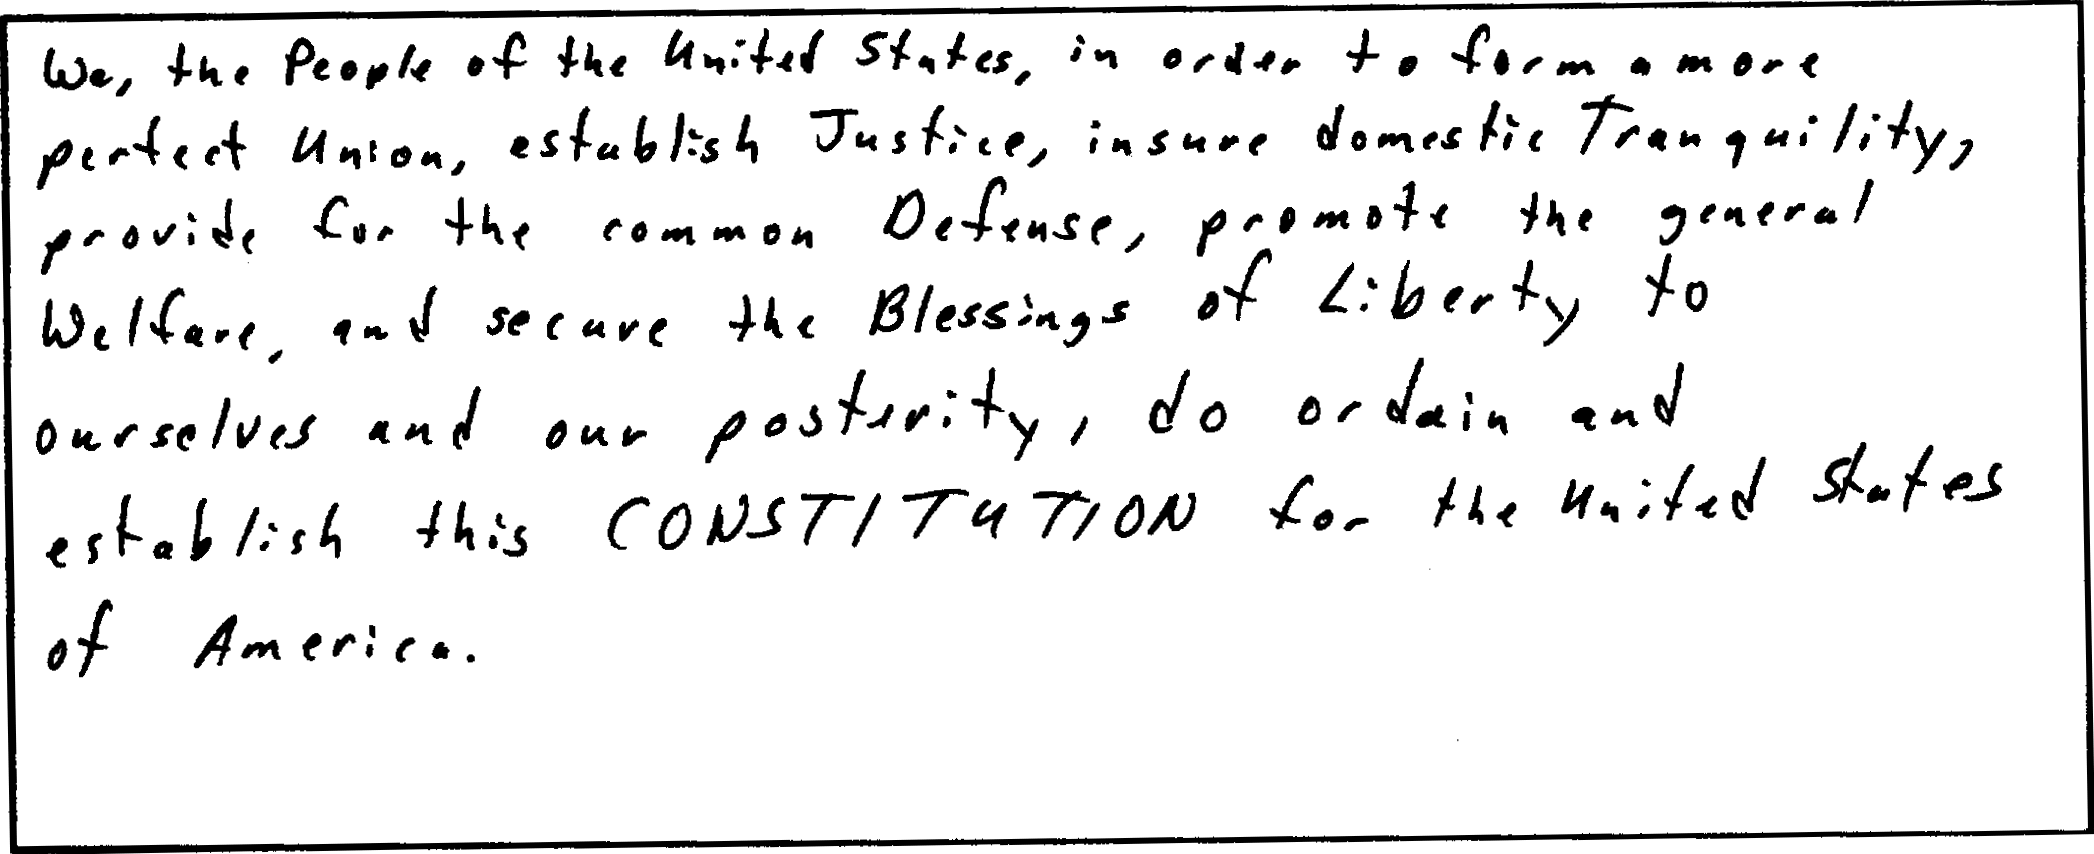 We, the People of the United States, in order to form a more
perfect Union, establish Justice, insure domestic Tranquility,
provide for the common Defense, promote the general
Welfare, and secure the Blessings of Liberty to
ourselves and our posterity, do ordain and
establish this CONSTITUTION for the United States
of America.